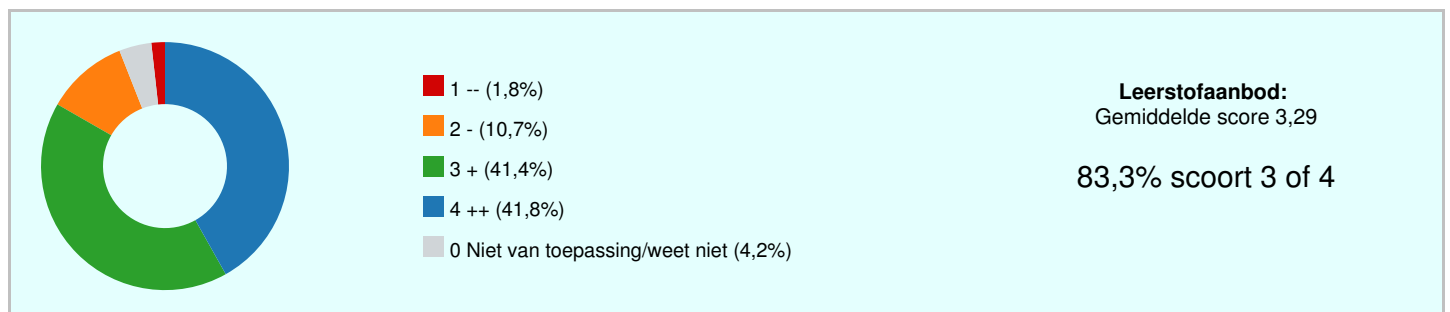 1 -- (1,8%)
2 - (10,7%)
3 + (41,4%)
4 ++ (41,8%)
0 Niet van toepassing/weet niet (4,2%)
Leerstofaanbod:
Gemiddelde score 3,29
83,3% scoort 3 of 4